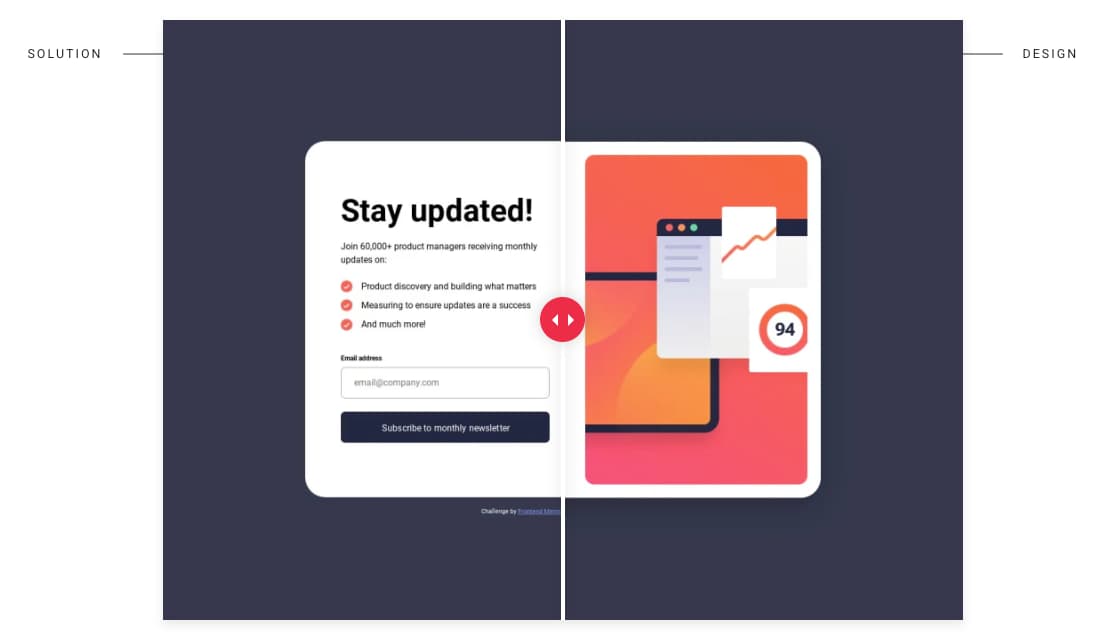 SOLUTION
DESIGN
Stay updated!
Join 60,000+ product managers receiving monthly
updates on:
Product discovery and building what matters
Measuring to ensure updates are a success
And much more!
94
Email address
email@company.com
Subscribe to monthly newsletter
Challenge by Frontend